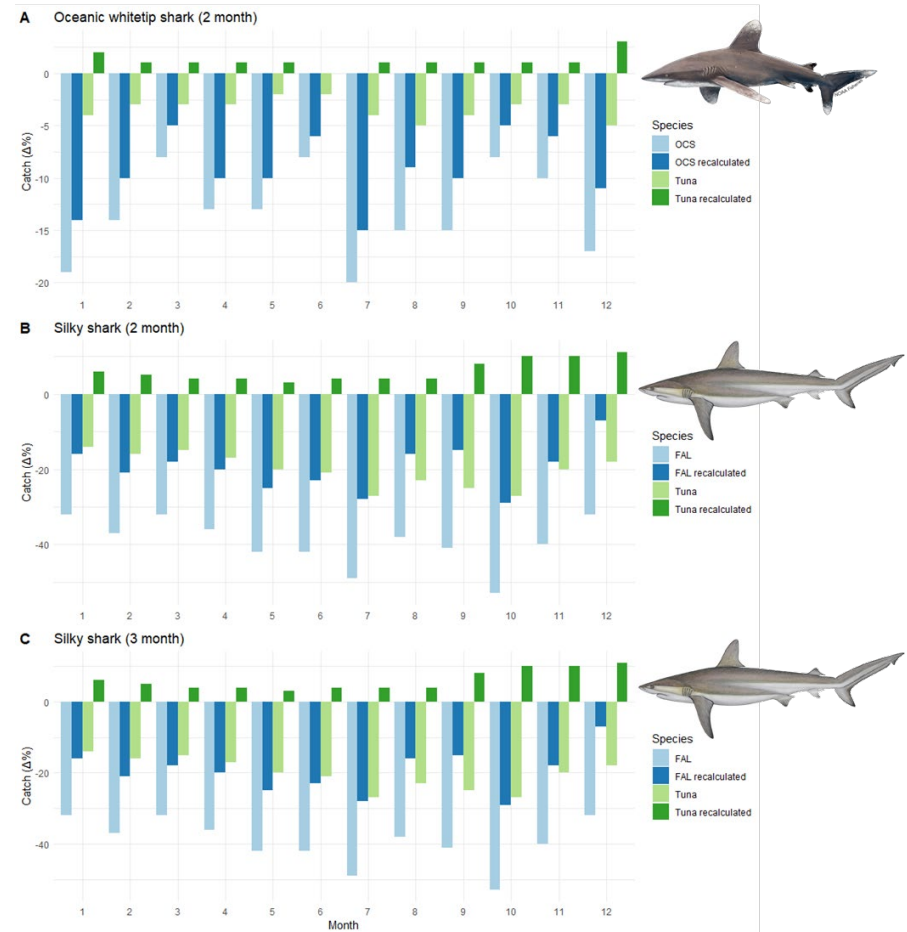 A Oceanic whitetip shark (2 month)
0
-5
-10
-15
-20
Catch (Δ%)
1 2 3 4 5 6 7 8 9 10 11 12
Species
OCS
OCS recalculated
Tuna
Tuna recalculated
B Silky shark (2 month)
0
-20
-40
Catch (Δ%)
1 2 3 4 5 6 7 8 9 10 11 12
Species
FAL
FAL recalculated
Tuna
Tuna recalculated
C Silky shark (3 month)
0
-20
-40
Catch (Δ%)
1 2 3 4 5 6 7 8 9 10 11 12
Month
Species
FAL
FAL recalculated
Tuna
Tuna recalculated